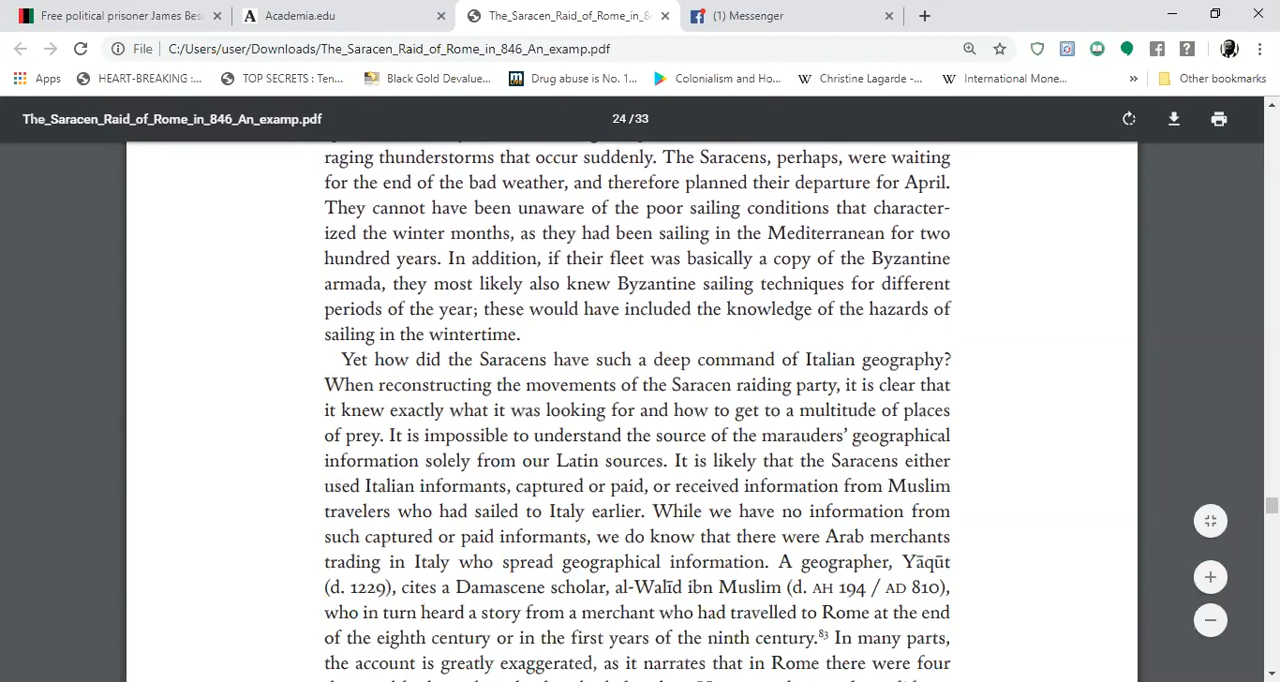 Free political prisoner James Bess
Academia.edu
The_Saracen_Raid_of_Rome_in_8
(1) Messenger
File
C:/Users/user/Downloads/The_Saracen_Raid_of_Rome_in_846_An_examp.pdf
Apps
HEART-BREAKING :...
TOP SECRETS : Ten...
Black Gold Devalue...
Drug abuse is No. 1...
Colonialism and Ho...
Christine Lagarde -...
International Mone...
»
Other bookmarks
The_Saracen_Raid_of_Rome_in_846_An_examp.pdf
24 / 33
raging thunderstorms that occur suddenly. The Saracens, perhaps, were waiting
for the end of the bad weather, and therefore planned their departure for April.
They cannot have been unaware of the poor sailing conditions that character-
ized the winter months, as they had been sailing in the Mediterranean for two
hundred years. In addition, if their fleet was basically a copy of the Byzantine
armada, they most likely also knew Byzantine sailing techniques for different
periods of the year; these would have included the knowledge of the hazards of
sailing in the wintertime.
Yet how did the Saracens have such a deep command of Italian geography?
When reconstructing the movements of the Saracen raiding party, it is clear that
it knew exactly what it was looking for and how to get to a multitude of places
of prey. It is impossible to understand the source of the marauders’ geographical
information solely from our Latin sources. It is likely that the Saracens either
used Italian informants, captured or paid, or received information from Muslim
travelers who had sailed to Italy earlier. While we have no information from
such captured or paid informants, we do know that there were Arab merchants
trading in Italy who spread geographical information. A geographer, Yāqūt
(d. 1229), cites a Damascene scholar, al-Walīd ibn Muslim (d. AH 194 / AD 810),
who in turn heard a story from a merchant who had travelled to Rome at the end
of the eighth century or in the first years of the ninth century.⁸³ In many parts,
the account is greatly exaggerated, as it narrates that in Rome there were four